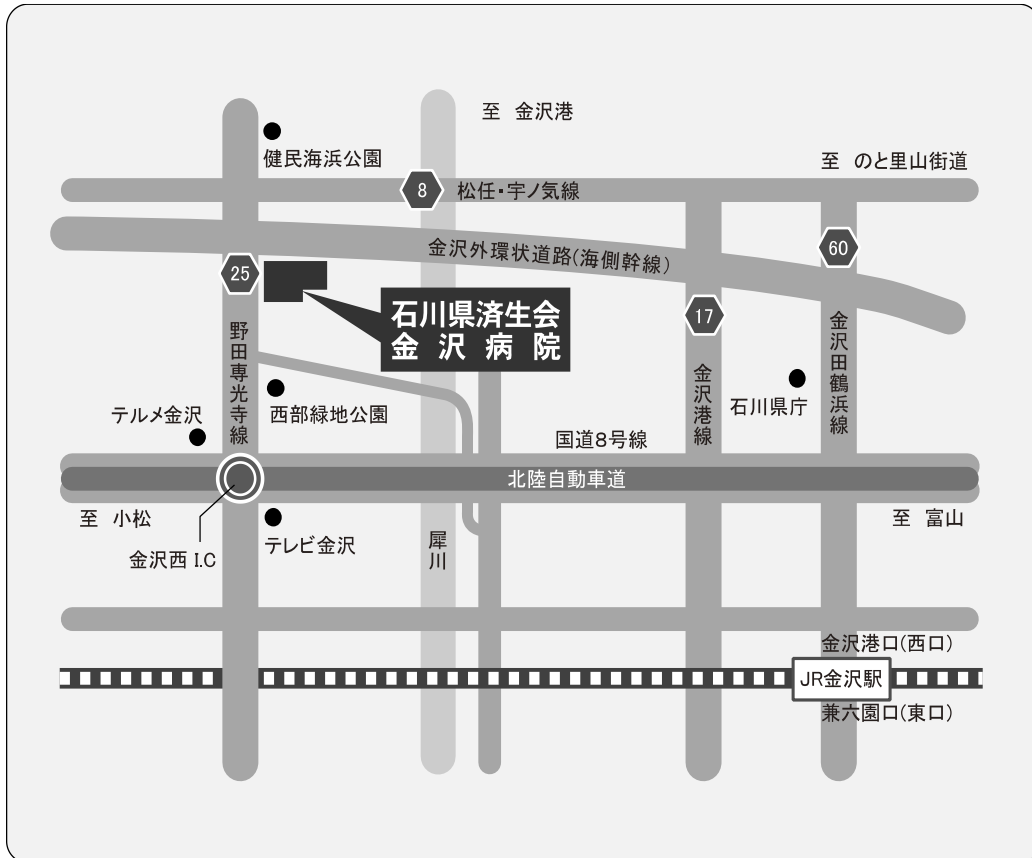 至 金沢港
健民海浜公園
至 のと里山街道
8
松任・宇ノ気線
金沢外環状道路(海側幹線)
60
25
石川県済生会
金沢病院
17
野田専光寺線
金沢港線
金沢田鶴浜線
石川県庁
西部緑地公園
テルメ金沢
国道8号線
北陸自動車道
至 小松
至 富山
テレビ金沢
金沢西 I.C
犀川
金沢港口(西口)
JR金沢駅
兼六園口(東口)